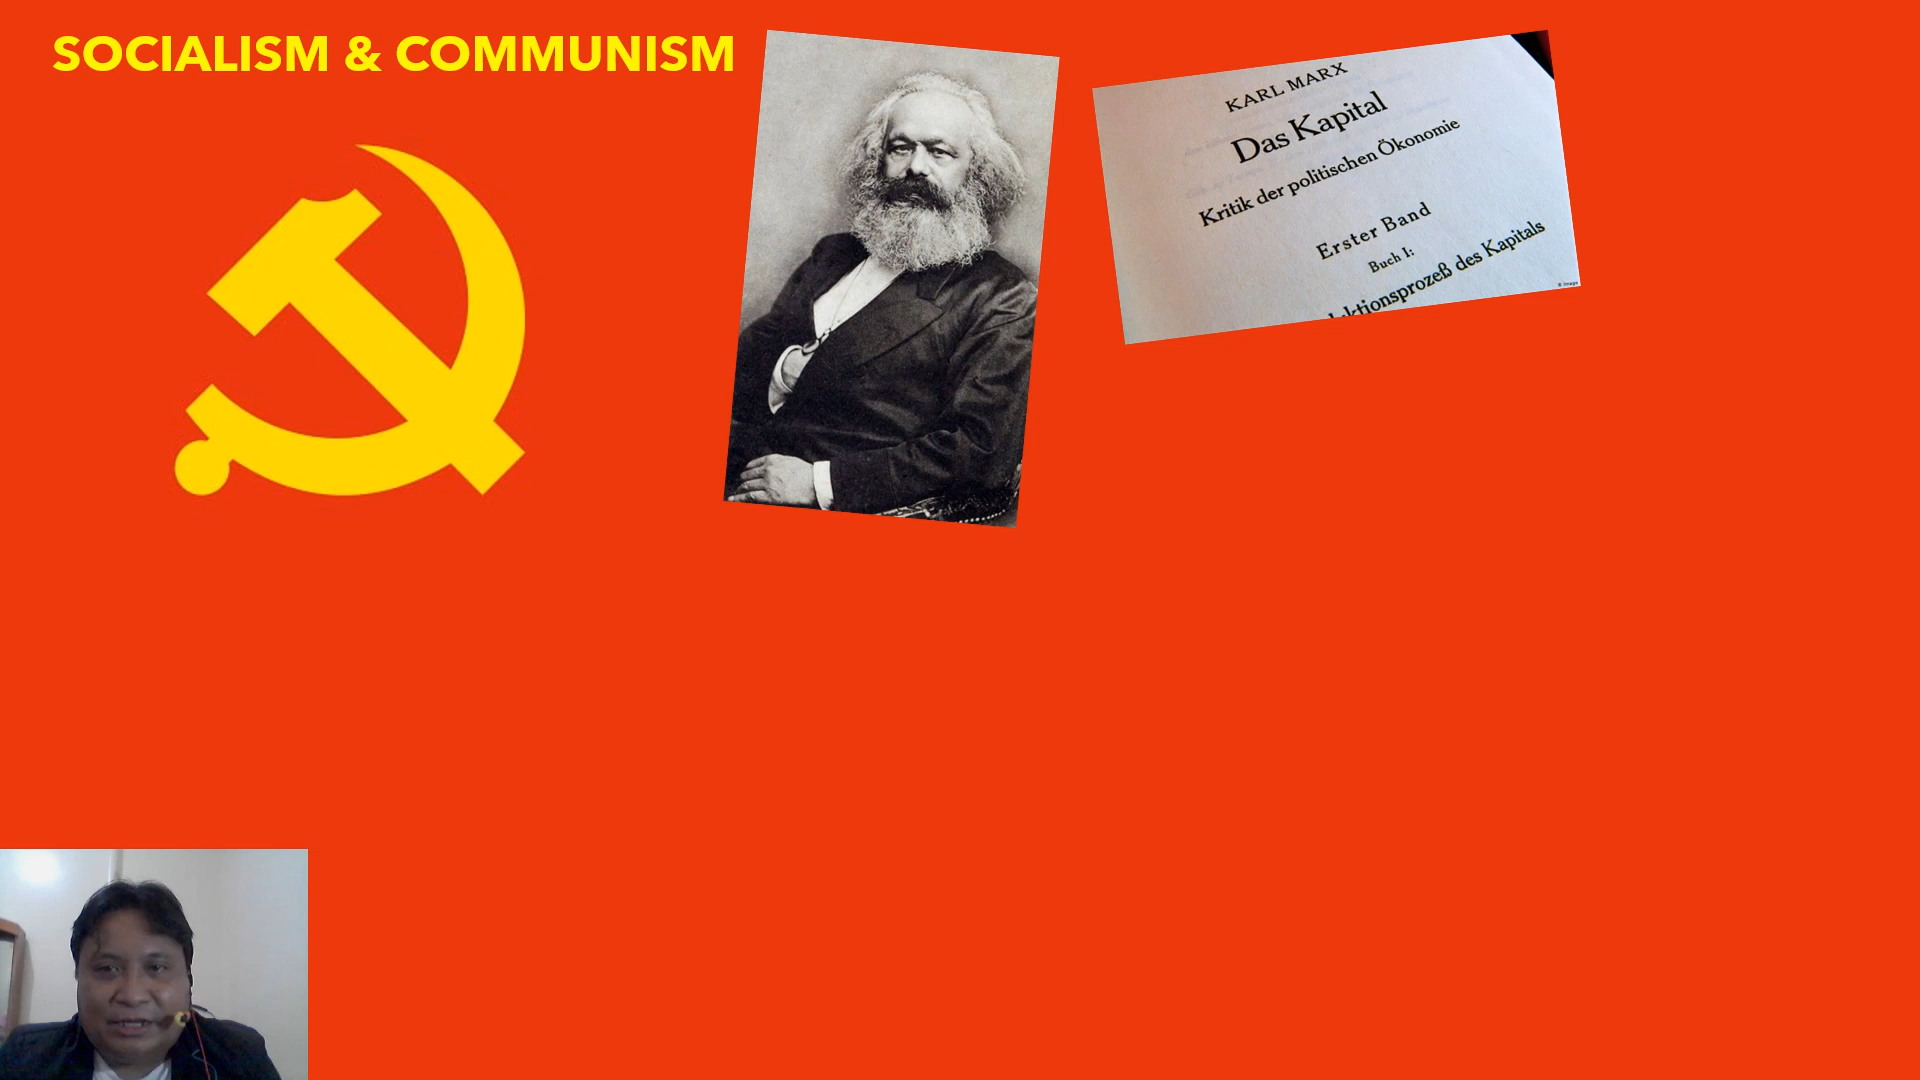 SOCIALISM & COMMUNISM
KARL MARX
Das Kapital
Kritik der politischen Ökonomie
Erster Band
Buch I:
des Kapitals